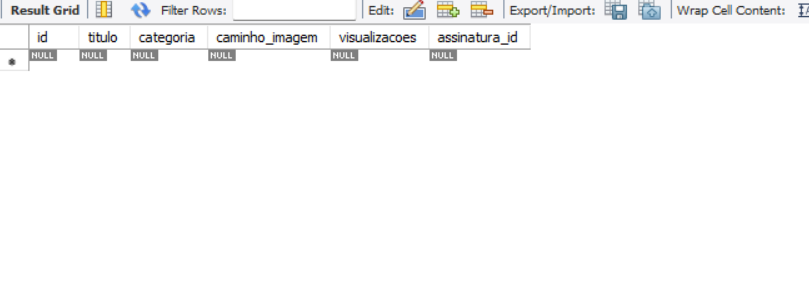 Result Grid Filter Rows: Edit: Export/Import: Wrap Cell Content:
id titulo categoria caminho_imagem visualizacoes assinatura_id
NULL NULL NULL NULL NULL NULL